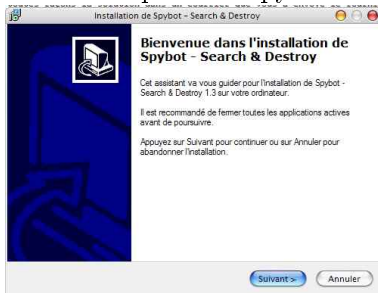 Installation de Spybot - Search & Destroy
Bienvenue dans l'installation de
Spybot - Search & Destroy
Cet assistant va vous guider pour l'installation de Spybot -
Search & Destroy 1.3 sur votre ordinateur.
Il est recommandé de fermer toutes les applications actives
avant de poursuivre.
Appuyez sur Suivant pour continuer ou sur Annuler pour
abandonner l'installation.
Suivant >
Annuler